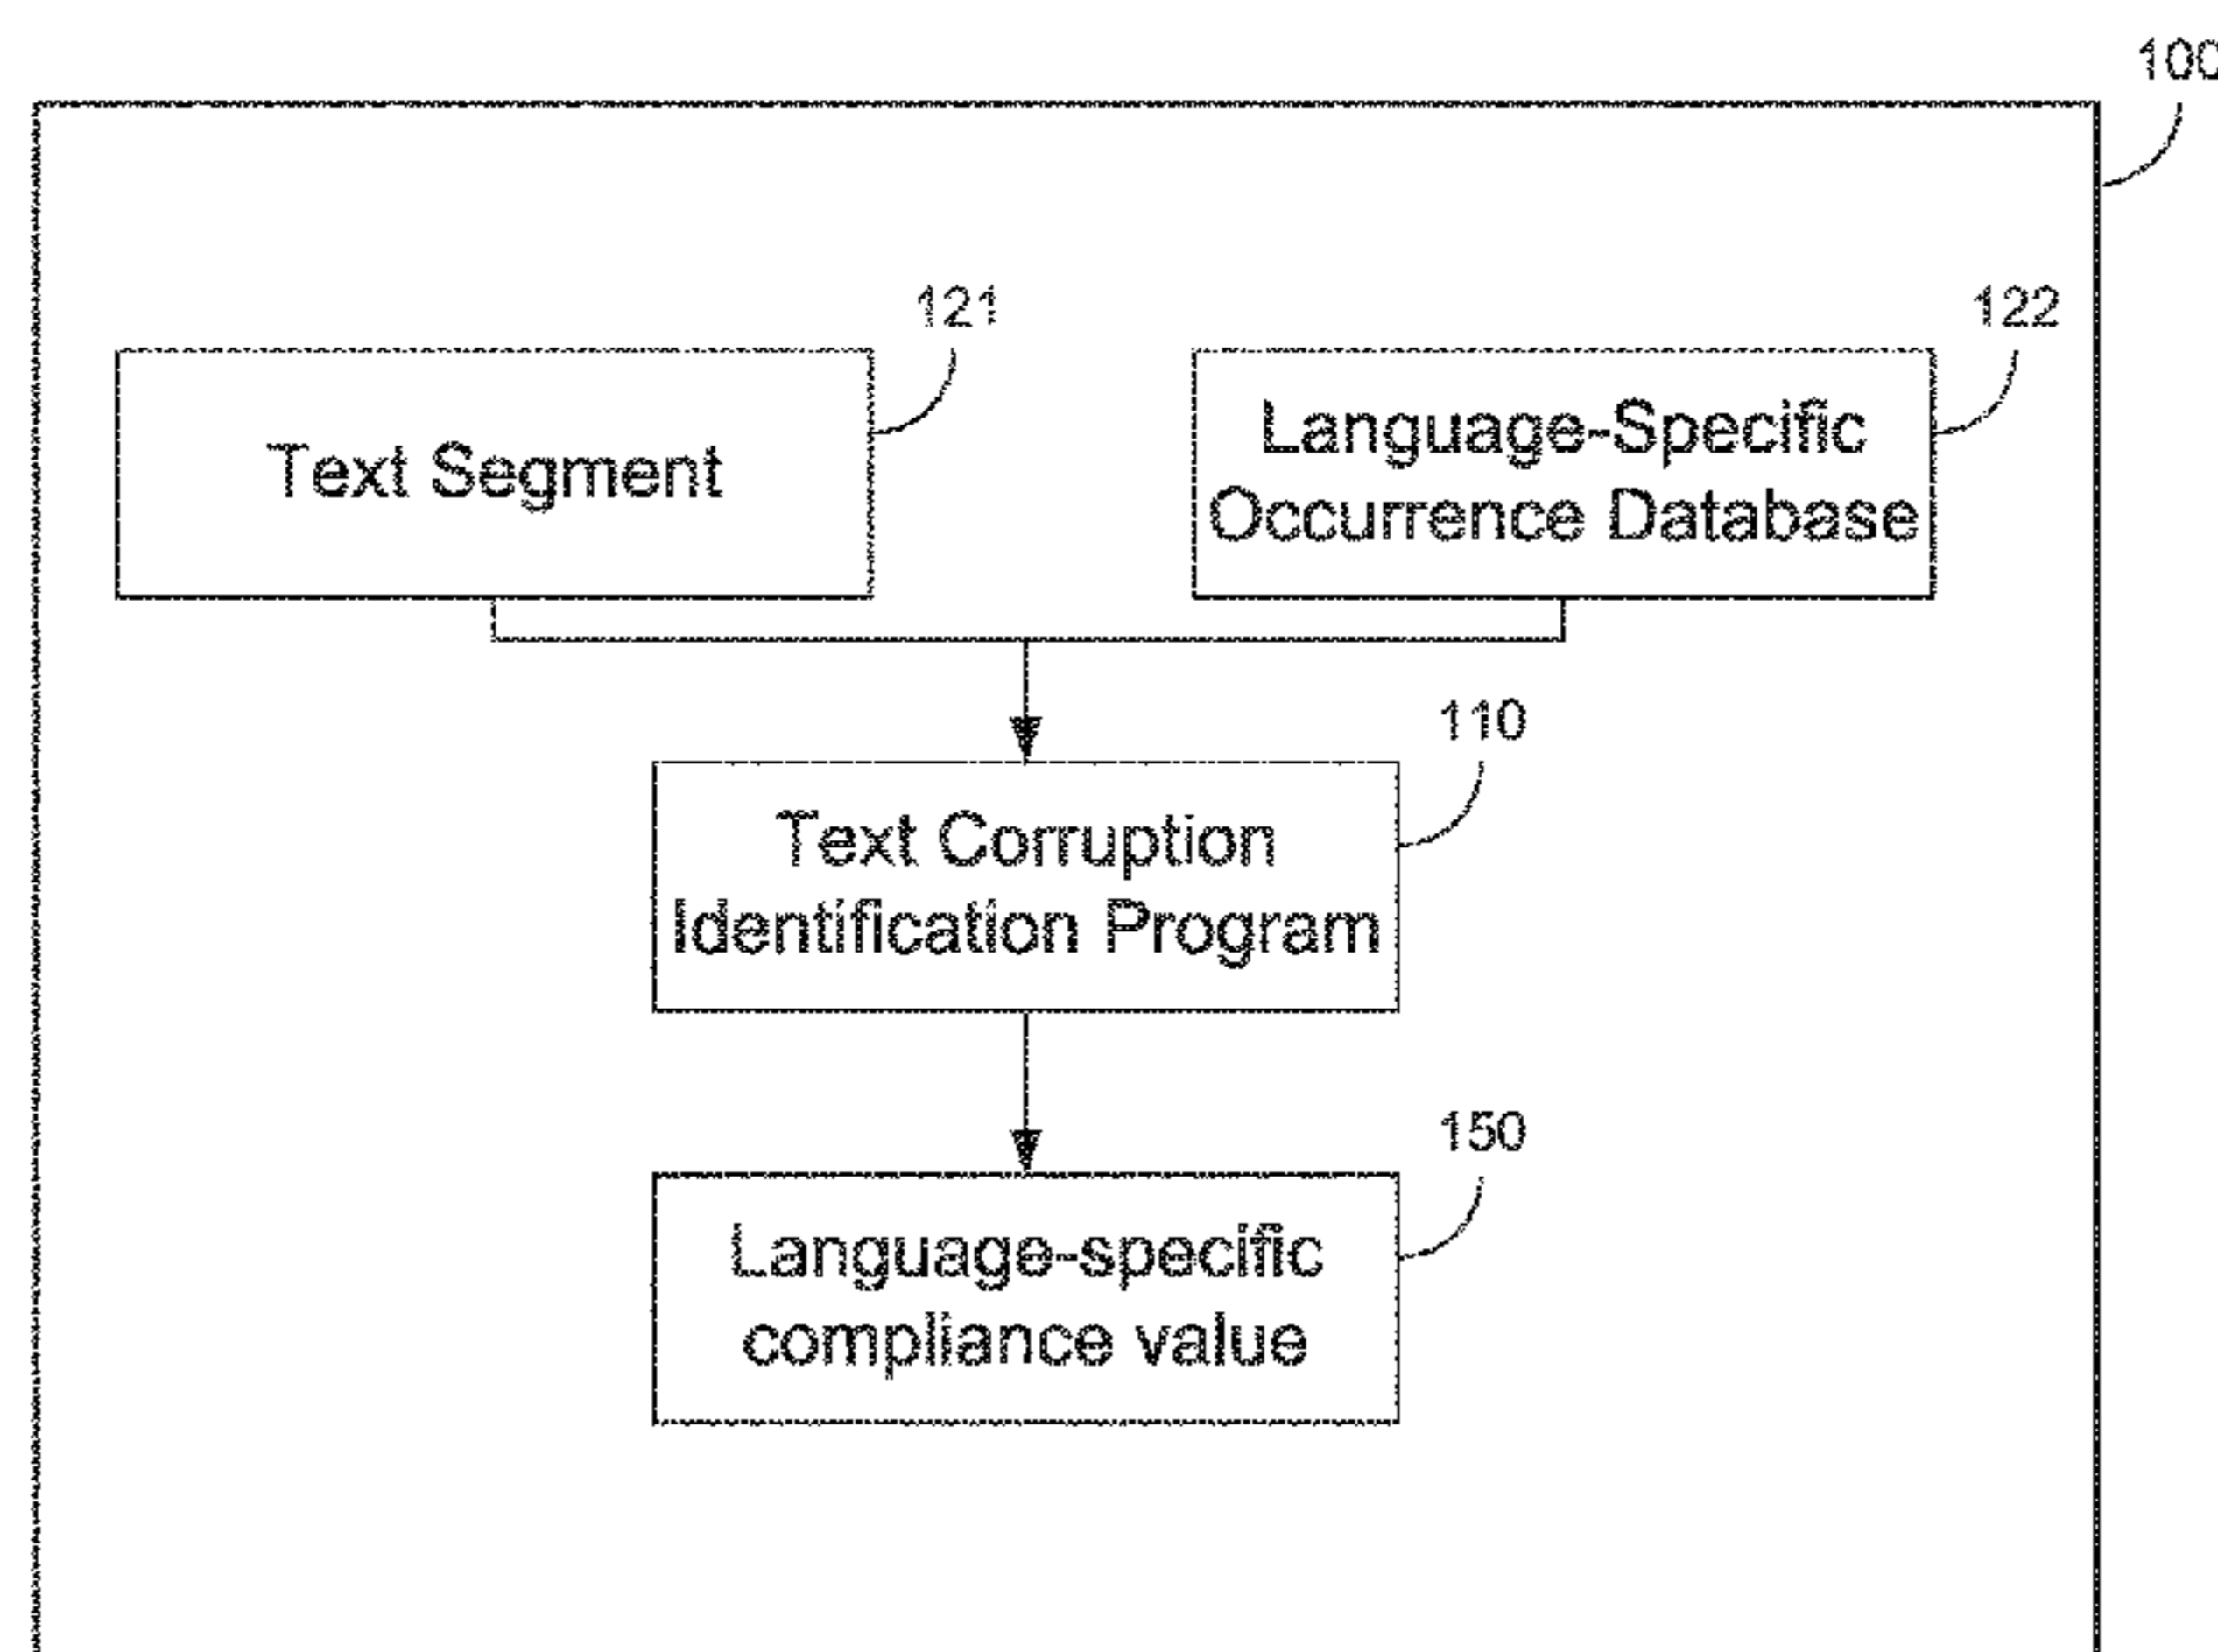 100
121
122
Text Segment
Language-Specific
Occurrence Database
110
Text Corruption
Identification Program
150
Language-specific
compliance value